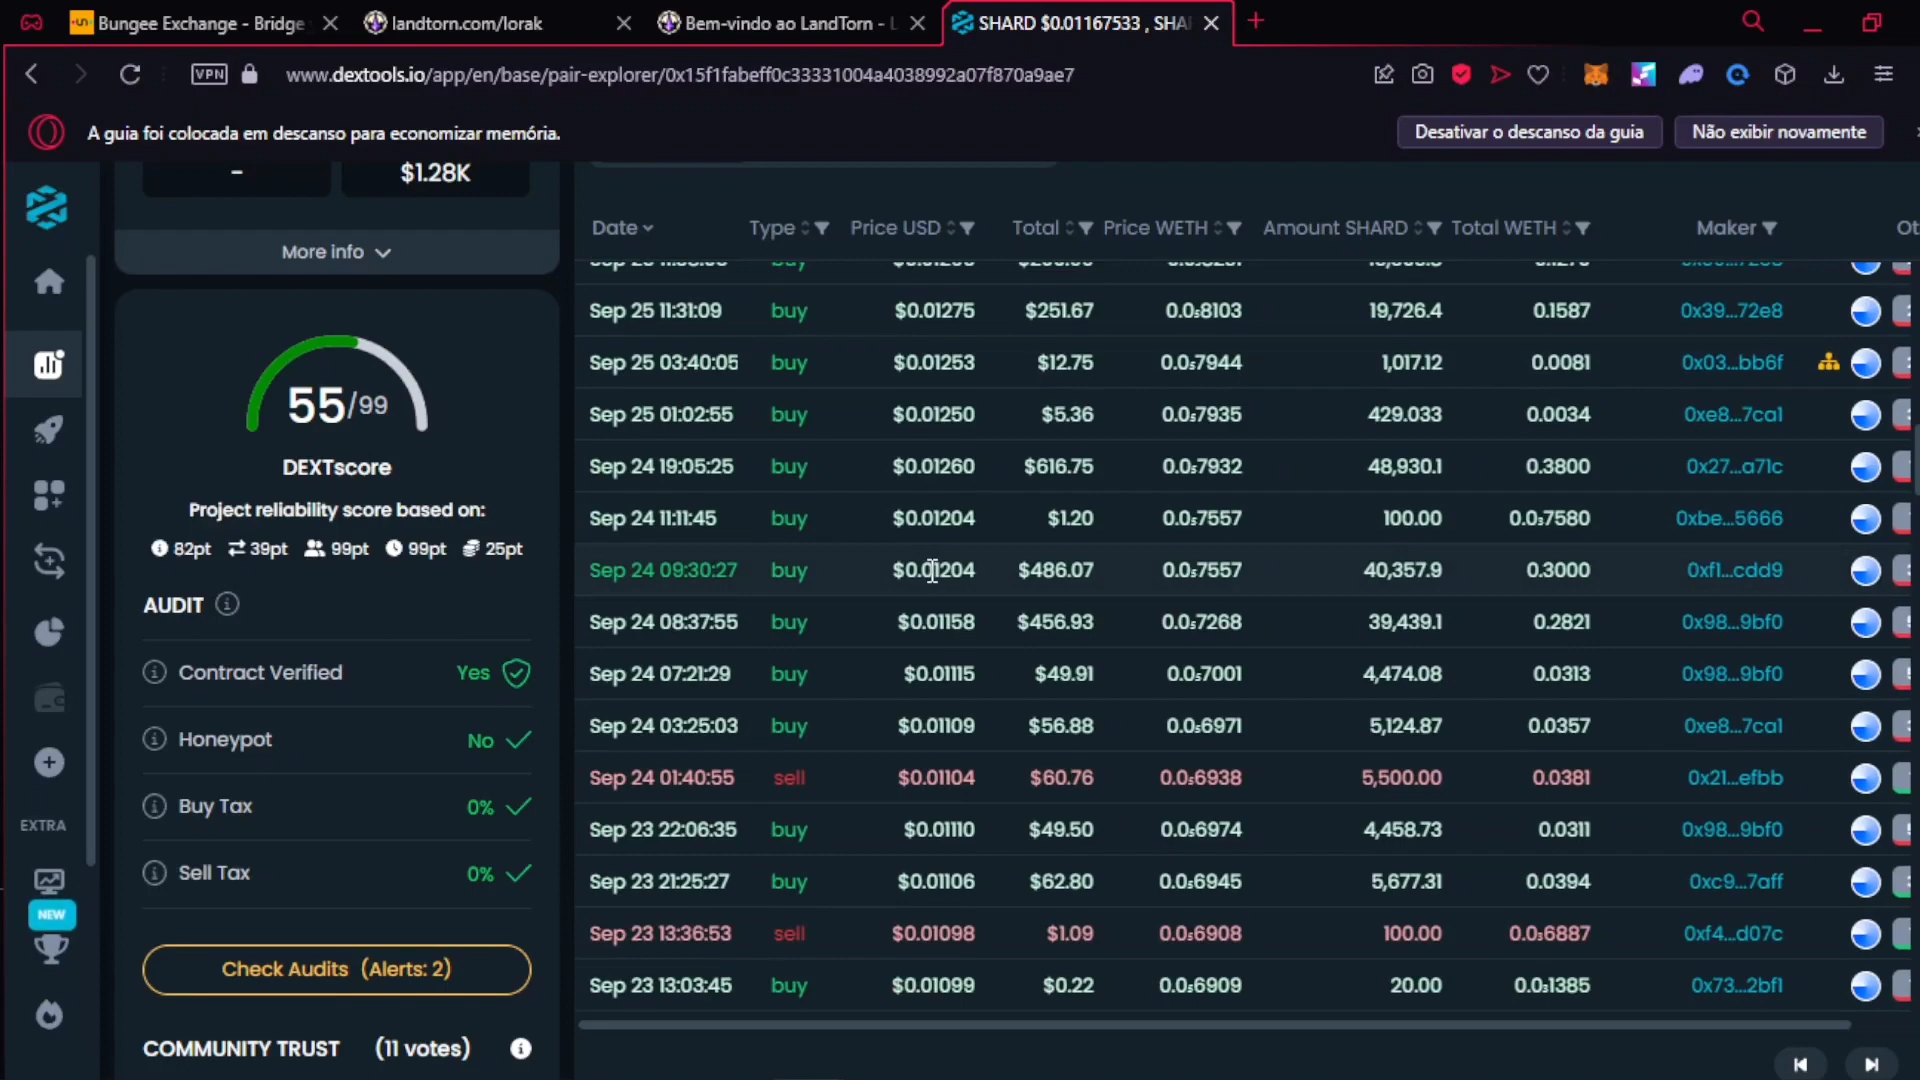 Bungee Exchange - Bridge
landtorn.com/lorak
Bem-vindo ao LandTorn - L
SHARD $0.01167533 , SHA
VPN
www.dextools.io/app/en/base/pair-explorer/0x15f1fabeff0c33331004a4038992a07f870a9ae7
A guia foi colocada em descanso para economizar memória.
Desativar o descanso da guia
Não exibir novamente
-
$1.28K
More info
55/99
DEXTscore
Project reliability score based on:
82pt 39pt 99pt 99pt 25pt
AUDIT
Contract Verified Yes
Honeypot No
Buy Tax 0%
Sell Tax 0%
Check Audits (Alerts: 2)
COMMUNITY TRUST (11 votes)
EXTRA
NEW
Date Type Price USD Total Price WETH Amount SHARD Total WETH Maker Ot
Sep 25 11:31:09 buy $0.01275 $251.67 0.0₅8103 19,726.4 0.1587 0x39...72e8
Sep 25 03:40:05 buy $0.01253 $12.75 0.0₅7944 1,017.12 0.0081 0x03...bb6f
Sep 25 01:02:55 buy $0.01250 $5.36 0.0₅7935 429.033 0.0034 0xe8...7ca1
Sep 24 19:05:25 buy $0.01260 $616.75 0.0₅7932 48,930.1 0.3800 0x27...a71c
Sep 24 11:11:45 buy $0.01204 $1.20 0.0₅7557 100.00 0.0₃7580 0xbe...5666
Sep 24 09:30:27 buy $0.01204 $486.07 0.0₅7557 40,357.9 0.3000 0xf1...cdd9
Sep 24 08:37:55 buy $0.01158 $456.93 0.0₅7268 39,439.1 0.2821 0x98...9bf0
Sep 24 07:21:29 buy $0.01115 $49.91 0.0₅7001 4,474.08 0.0313 0x98...9bf0
Sep 24 03:25:03 buy $0.01109 $56.88 0.0₅6971 5,124.87 0.0357 0xe8...7ca1
Sep 24 01:40:55 sell $0.01104 $60.76 0.0₅6938 5,500.00 0.0381 0x21...efbb
Sep 23 22:06:35 buy $0.01110 $49.50 0.0₅6974 4,458.73 0.0311 0x98...9bf0
Sep 23 21:25:27 buy $0.01106 $62.80 0.0₅6945 5,677.31 0.0394 0xc9...7aff
Sep 23 13:36:53 sell $0.01098 $1.09 0.0₅6908 100.00 0.0₃6887 0xf4...d07c
Sep 23 13:03:45 buy $0.01099 $0.22 0.0₅6909 20.00 0.0₃1385 0x73...2bf1